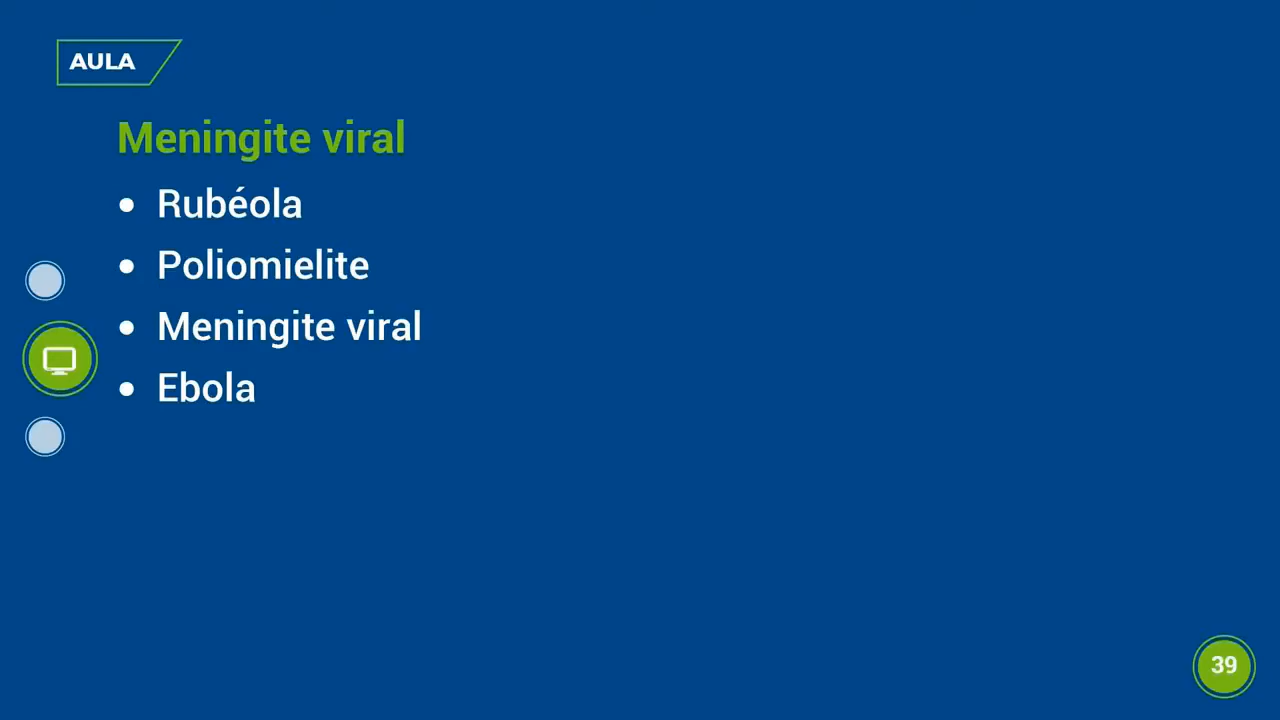 AULA
Meningite viral
• Rubéola
• Poliomielite
• Meningite viral
• Ebola
39